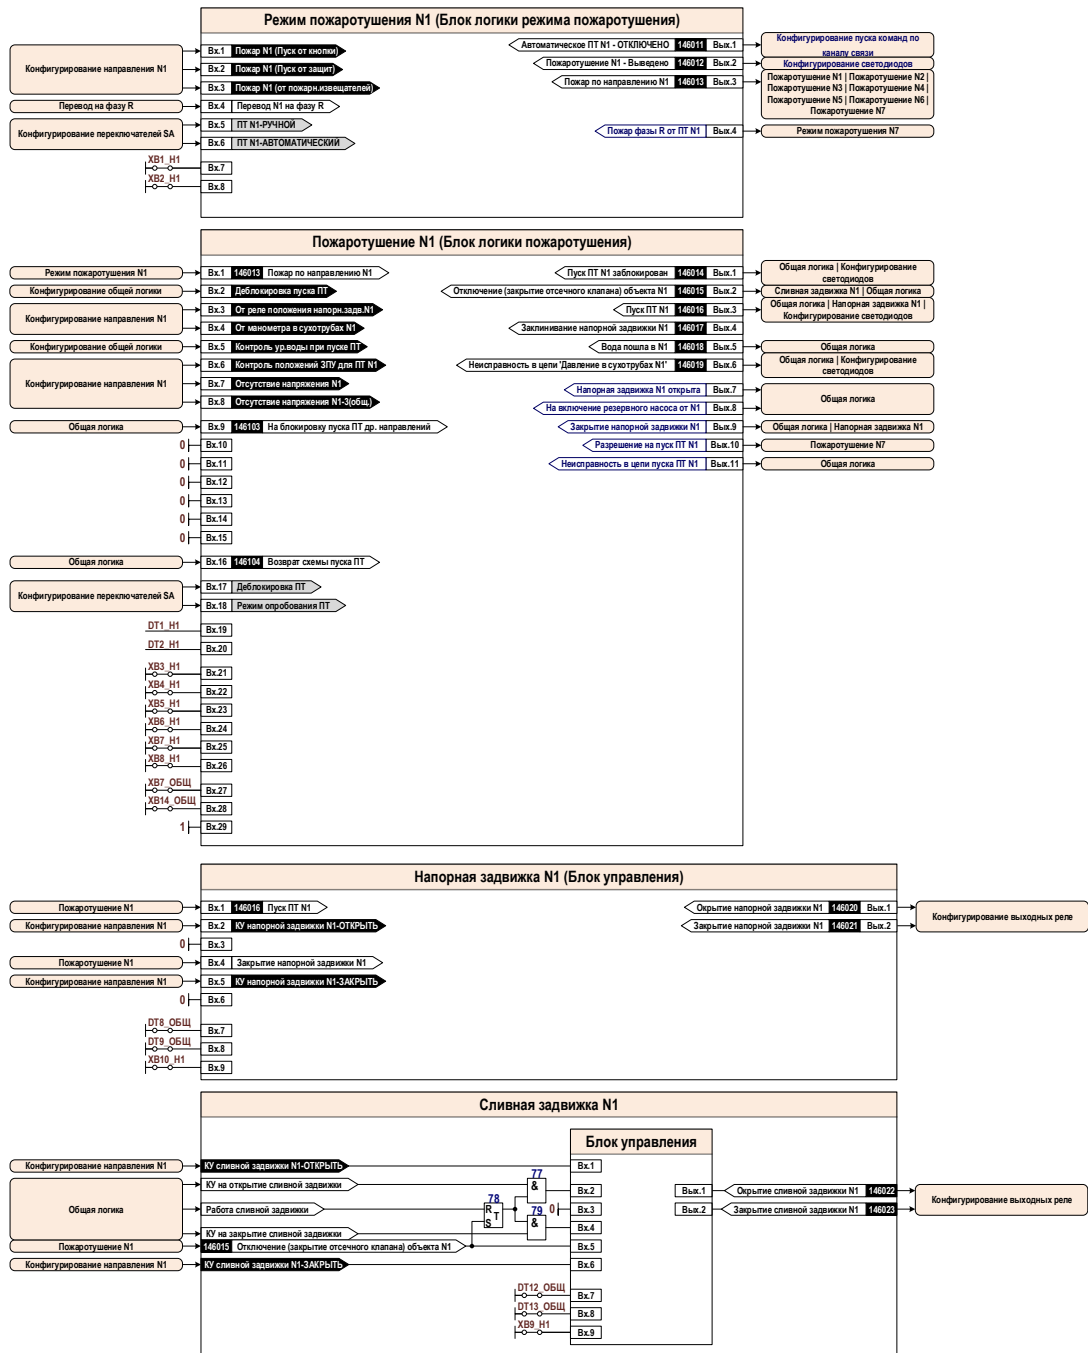 Режим пожаротушения N1 (Блок логики режима пожаротушения)
Конфигурирование направления N1
Вх.1 Пожар N1 (Пуск от кнопки)
Вх.2 Пожар N1 (Пуск от защит)
Вх.3 Пожар N1 (от пожарн.извещателей)
Перевод на фазу R
Вх.4 Перевод N1 на фазу R
Конфигурирование переключателей SA
Вх.5 ПТ N1-РУЧНОЙ
Вх.6 ПТ N1-АВТОМАТИЧЕСКИЙ
XB1_Н1 Вх.7
XB2_Н1 Вх.8
Автоматическое ПТ N1 - ОТКЛЮЧЕНО 146011 Вых.1
Конфигурирование пуска команд по
каналу связи
Пожаротушение N1 - Выведено 146012 Вых.2
Конфигурирование светодиодов
Пожар по направлению N1 146013 Вых.3
Пожаротушение N1 | Пожаротушение N2 |
Пожаротушение N3 | Пожаротушение N4 |
Пожаротушение N5 | Пожаротушение N6 |
Пожаротушение N7
Пожар фазы R от ПТ N1 Вых.4
Режим пожаротушения N7
Пожаротушение N1 (Блок логики пожаротушения)
Режим пожаротушения N1
Вх.1 146013 Пожар по направлению N1
Конфигурирование общей логики
Вх.2 Деблокировка пуска ПТ
Конфигурирование направления N1
Вх.3 От реле положения напорн.задв.N1
Вх.4 От манометра в сухотрубах N1
Конфигурирование общей логики
Вх.5 Контроль ур.воды при пуске ПТ
Конфигурирование направления N1
Вх.6 Контроль положений ЗПУ для ПТ N1
Вх.7 Отсутствие напряжения N1
Вх.8 Отсутствие напряжения N1-3(общ.)
Общая логика
Вх.9 146103 На блокировку пуска ПТ др. направлений
0 Вх.10
0 Вх.11
0 Вх.12
0 Вх.13
0 Вх.14
0 Вх.15
Общая логика
Вх.16 146104 Возврат схемы пуска ПТ
Конфигурирование переключателей SA
Вх.17 Деблокировка ПТ
Вх.18 Режим опробования ПТ
DT1_Н1 Вх.19
DT2_Н1 Вх.20
XB3_Н1 Вх.21
XB4_Н1 Вх.22
XB5_Н1 Вх.23
XB6_Н1 Вх.24
XB7_Н1 Вх.25
XB8_Н1 Вх.26
XB7_ОБЩ Вх.27
XB14_ОБЩ Вх.28
1 Вх.29
Пуск ПТ N1 заблокирован 146014 Вых.1
Общая логика | Конфигурирование
светодиодов
Отключение (закрытие отсечного клапана) объекта N1 146015 Вых.2
Сливная задвижка N1 | Общая логика
Пуск ПТ N1 146016 Вых.3
Общая логика | Напорная задвижка N1 |
Конфигурирование светодиодов
Заклинивание напорной задвижки N1 146017 Вых.4
Вода пошла в N1 146018 Вых.5
Общая логика
Неисправность в цепи 'Давление в сухотрубах N1' 146019 Вых.6
Общая логика | Конфигурирование
светодиодов
Напорная задвижка N1 открыта Вых.7
На включение резервного насоса от N1 Вых.8
Общая логика
Закрытие напорной задвижки N1 Вых.9
Общая логика | Напорная задвижка N1
Разрешение на пуск ПТ N1 Вых.10
Пожаротушение N7
Неисправность в цепи пуска ПТ N1 Вых.11
Общая логика
Напорная задвижка N1 (Блок управления)
Пожаротушение N1
Вх.1 146016 Пуск ПТ N1
Конфигурирование направления N1
Вх.2 КУ напорной задвижки N1-ОТКРЫТЬ
0 Вх.3
Пожаротушение N1
Вх.4 Закрытие напорной задвижки N1
Конфигурирование направления N1
Вх.5 КУ напорной задвижки N1-ЗАКРЫТЬ
0 Вх.6
DT8_ОБЩ Вх.7
DT9_ОБЩ Вх.8
XB10_Н1 Вх.9
Окрытие напорной задвижки N1 146020 Вых.1
Закрытие напорной задвижки N1 146021 Вых.2
Конфигурирование выходных реле
Сливная задвижка N1
Блок управления
Конфигурирование направления N1
КУ сливной задвижки N1-ОТКРЫТЬ
Вх.1
Общая логика
КУ на открытие сливной задвижки
77
&
Вх.2
Работа сливной задвижки
78
R
T
S
0 Вх.3
КУ на закрытие сливной задвижки
79
&
Вх.4
Пожаротушение N1
146015 Отключение (закрытие отсечного клапана) объекта N1
Вх.5
Конфигурирование направления N1
КУ сливной задвижки N1-ЗАКРЫТЬ
Вх.6
DT12_ОБЩ Вх.7
DT13_ОБЩ Вх.8
XB9_Н1 Вх.9
Вых.1 Окрытие сливной задвижки N1 146022
Вых.2 Закрытие сливной задвижки N1 146023
Конфигурирование выходных реле